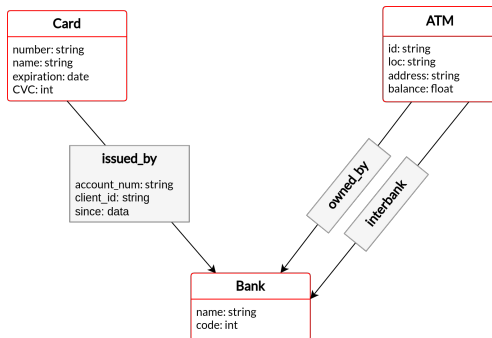 Card
number: string
name: string
expiration: date
CVC: int
ATM
id: string
loc: string
address: string
balance: float
issued_by
account_num: string
client_id: string
since: data
owned_by
interbank
Bank
name: string
code: int